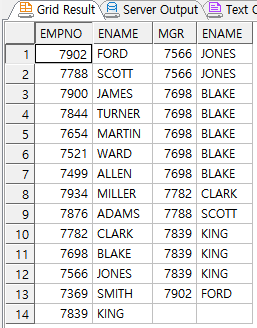 Grid Result Server Output Text
EMPNO ENAME MGR ENAME
1 7902 FORD 7566 JONES
2 7788 SCOTT 7566 JONES
3 7900 JAMES 7698 BLAKE
4 7844 TURNER 7698 BLAKE
5 7654 MARTIN 7698 BLAKE
6 7521 WARD 7698 BLAKE
7 7499 ALLEN 7698 BLAKE
8 7934 MILLER 7782 CLARK
9 7876 ADAMS 7788 SCOTT
10 7782 CLARK 7839 KING
11 7698 BLAKE 7839 KING
12 7566 JONES 7839 KING
13 7369 SMITH 7902 FORD
14 7839 KING